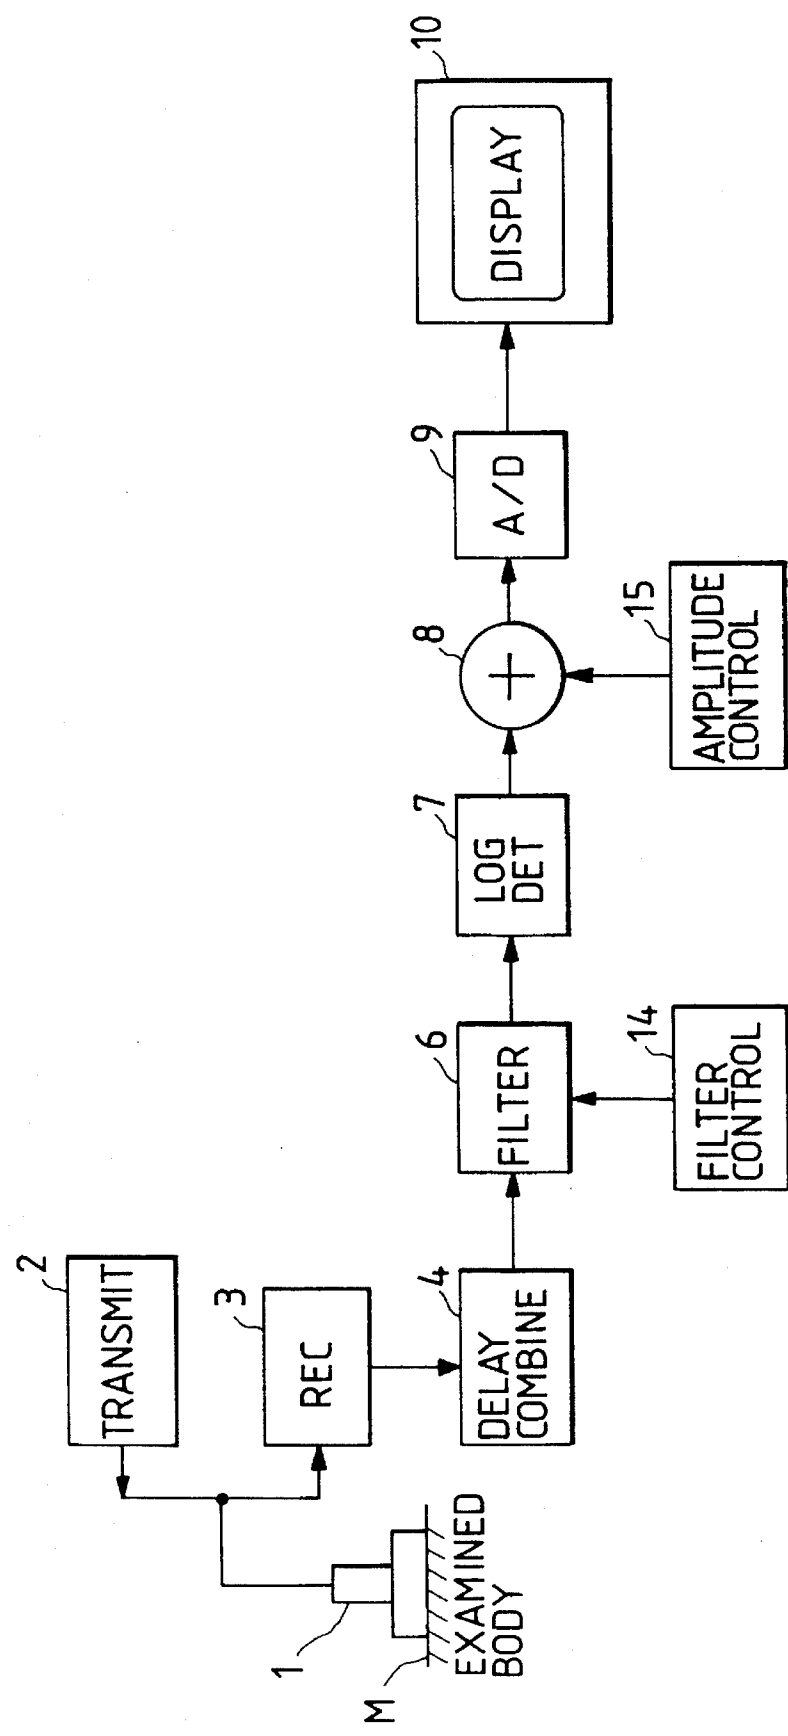 2
TRANSMIT
3
REC
1
M
EXAMINED
BODY
4
DELAY
COMBINE
6
FILTER
14
FILTER
CONTROL
7
LOG
DET
8
+
15
AMPLITUDE
CONTROL
9
A/D
10
DISPLAY